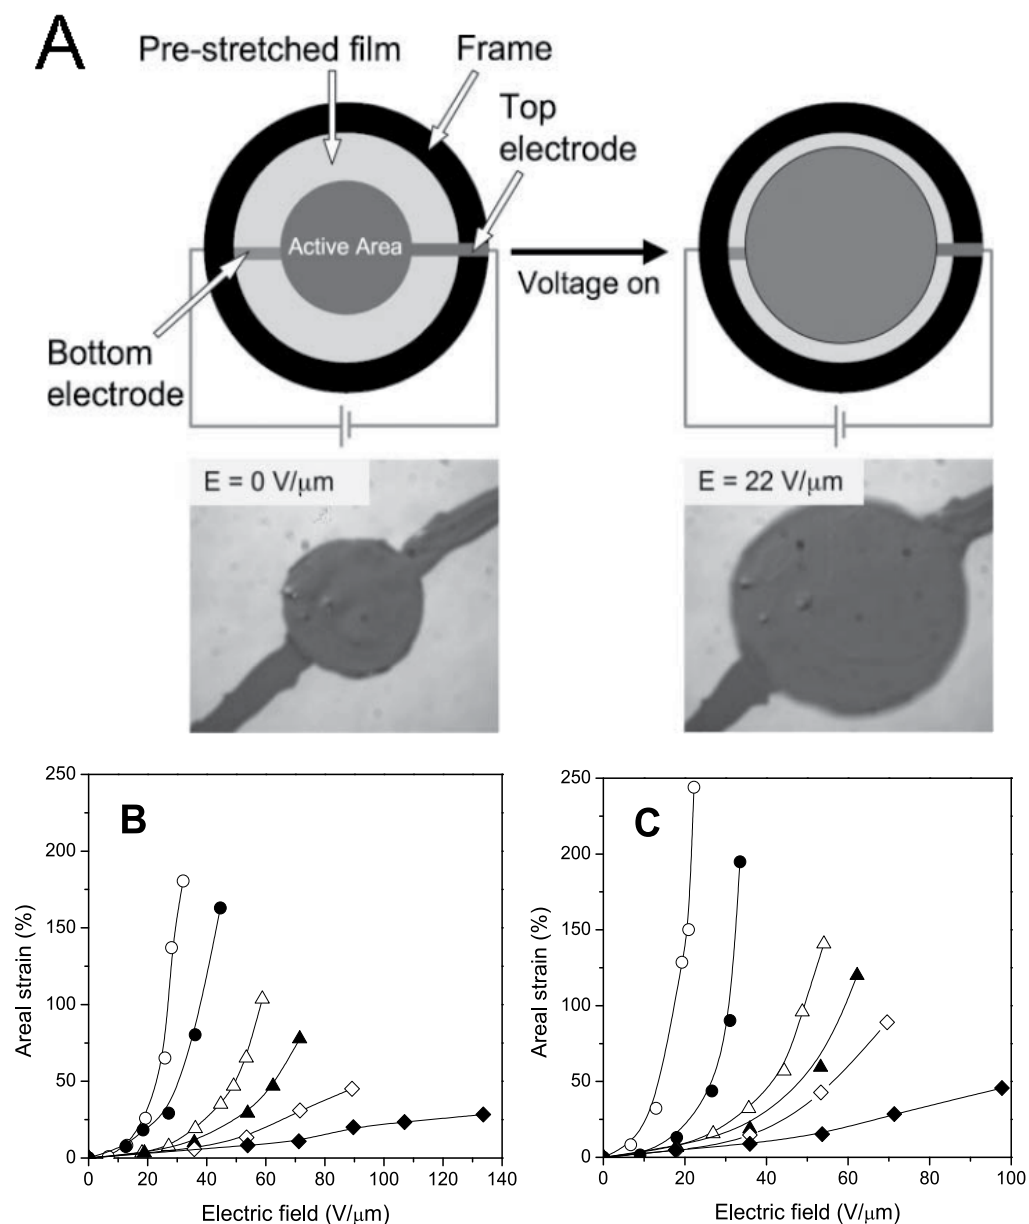 A
Pre-stretched film
Frame
Top
electrode
Active Area
Voltage on
Bottom
electrode
E = 0 V/μm
E = 22 V/μm
B
250
200
150
100
50
0
Areal strain (%)
0
20
40
60
80
100
120
140
Electric field (V/μm)
C
250
200
150
100
50
0
Areal strain (%)
0
20
40
60
80
100
Electric field (V/μm)